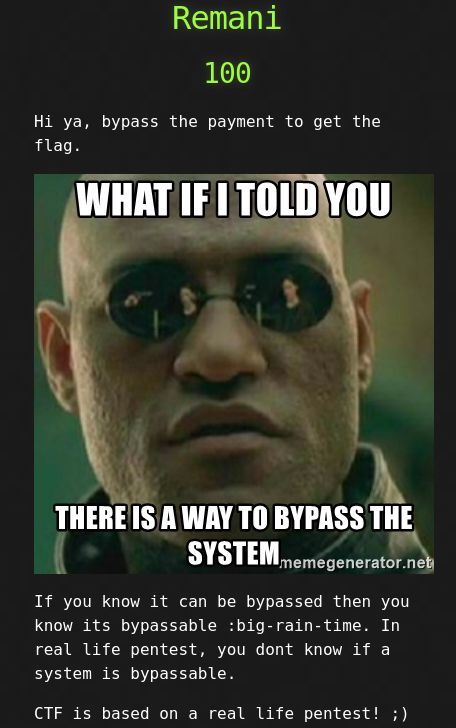 Remani
100
Hi ya, bypass the payment to get the
flag.
WHAT IF I TOLD YOU
THERE IS A WAY TO BYPASS THE
SYSTEM
memegenerator.net
If you know it can be bypassed then you
know its bypassable :big-rain-time. In
real life pentest, you dont know if a
system is bypassable.
CTF is based on a real life pentest! ;)